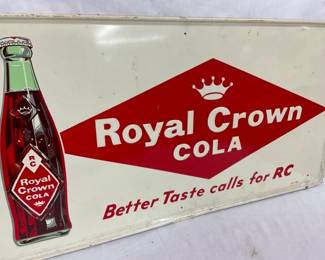 Royal Crown
COLA
Better Taste calls for RC
RC
Royal
Crown
COLA